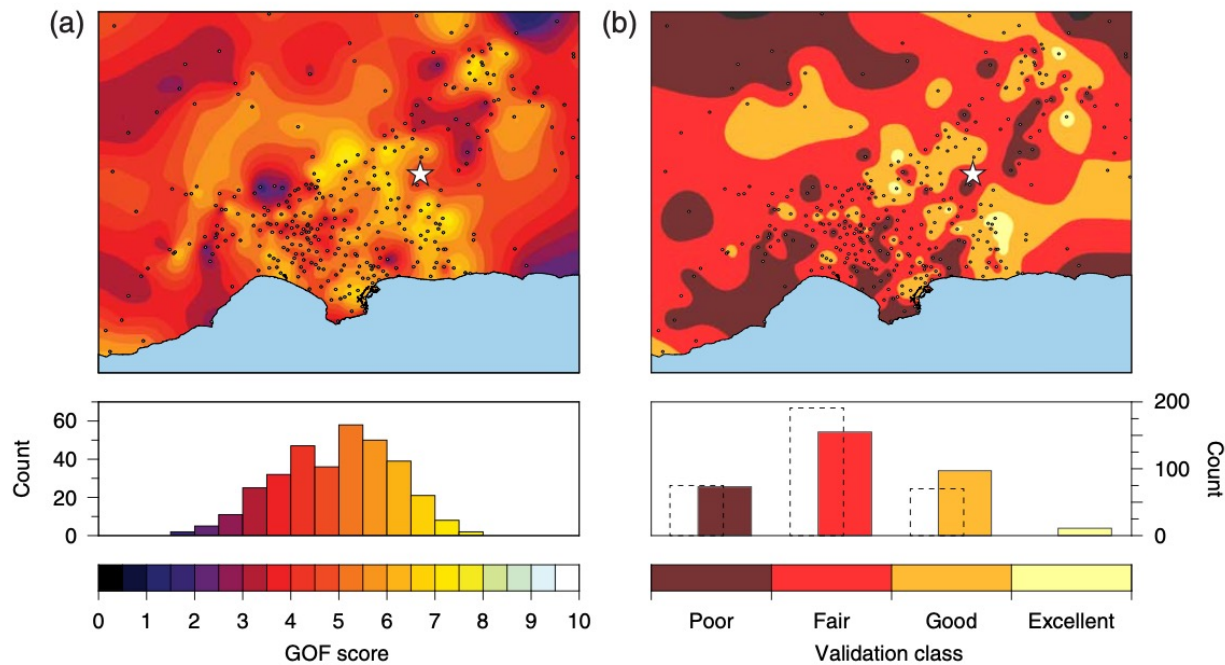 (a)
(b)
60
40
20
0
Count
200
100
0
Count
0 1 2 3 4 5 6 7 8 9 10
GOF score
Poor Fair Good Excellent
Validation class